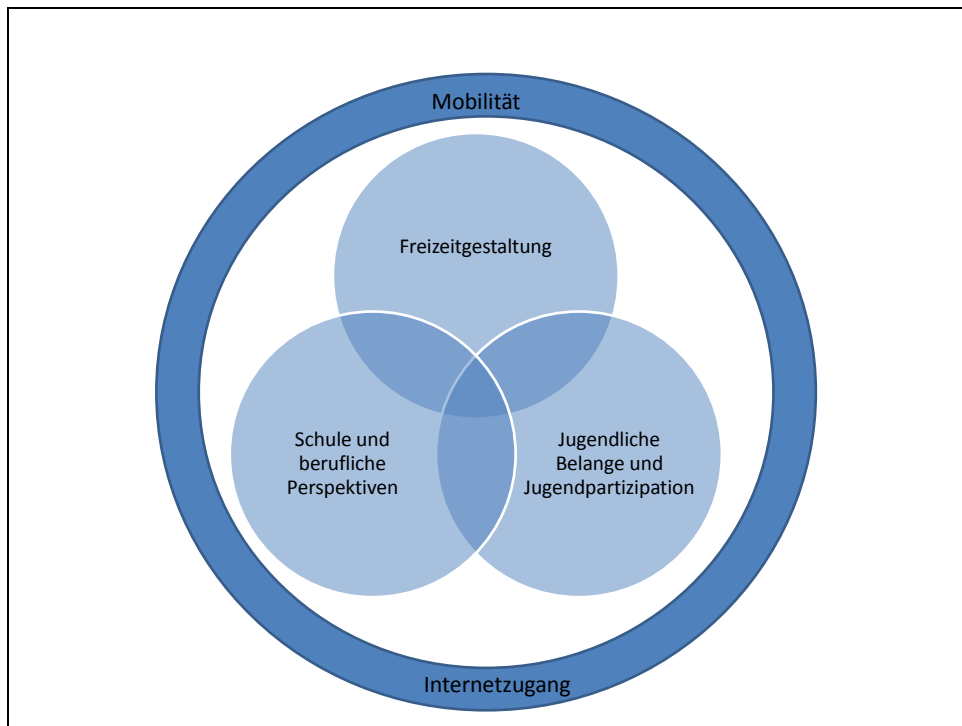 Mobilität
Freizeitgestaltung
Schule und
berufliche
Perspektiven
Jugendliche
Belange und
Jugendpartizipation
Internetzugang